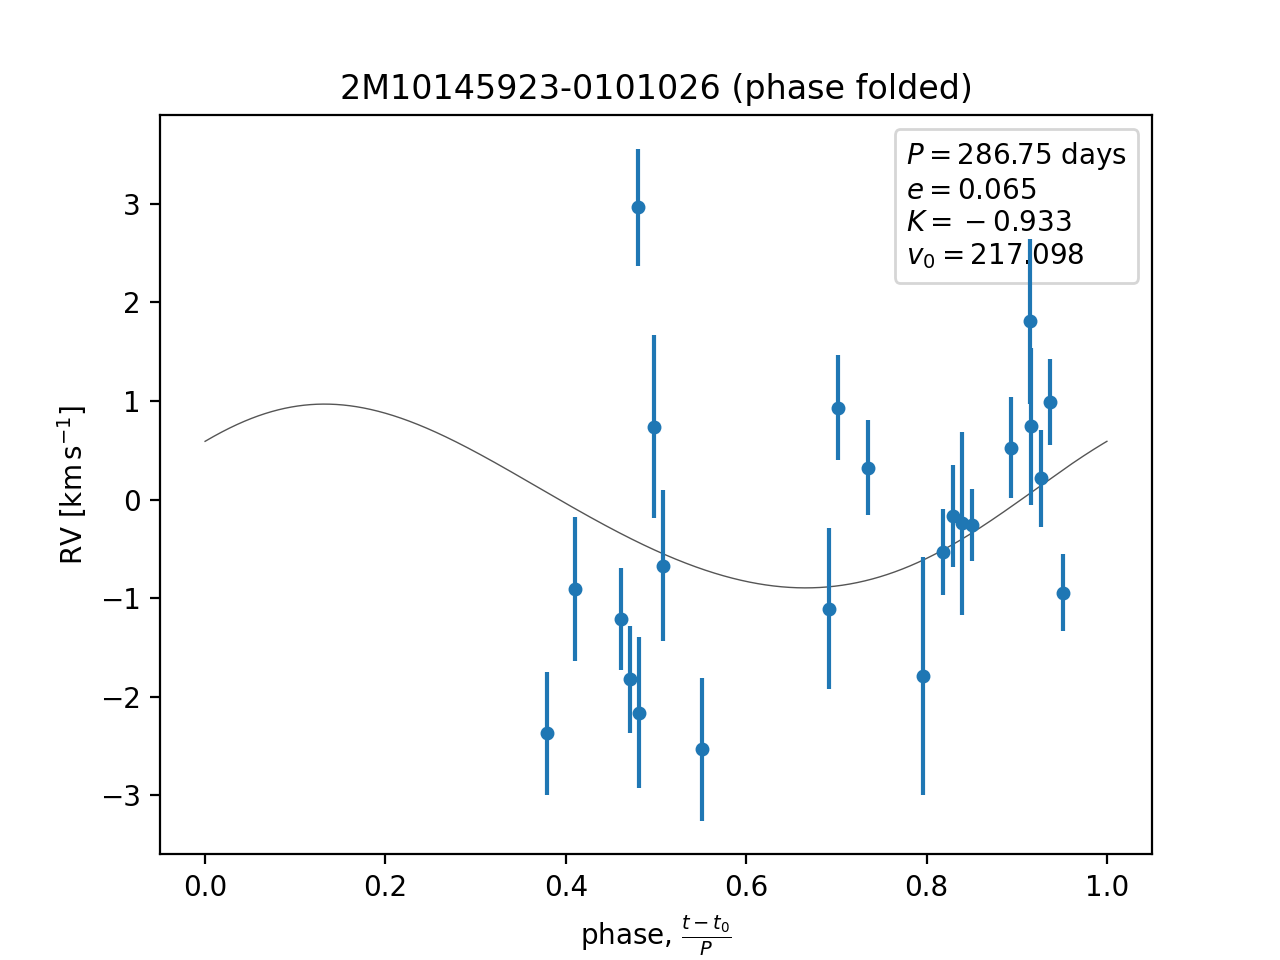 2M10145923-0101026 (phase folded)
P = 286.75 days
e = 0.065
K = −0.933
v₀ = 217.098
3
2
1
0
−1
−2
−3
RV [km s⁻¹]
0.0 0.2 0.4 0.6 0.8 1.0
phase, (t − t₀)/P